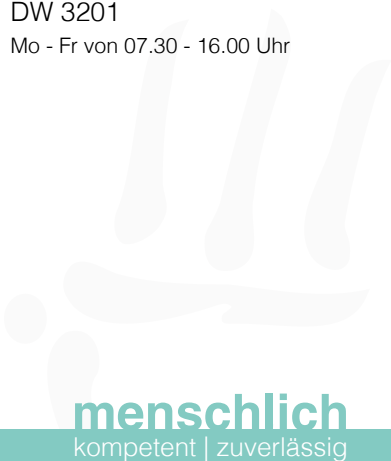 DW 3201
Mo - Fr von 07.30 - 16.00 Uhr
menschlich
kompetent | zuverlässig